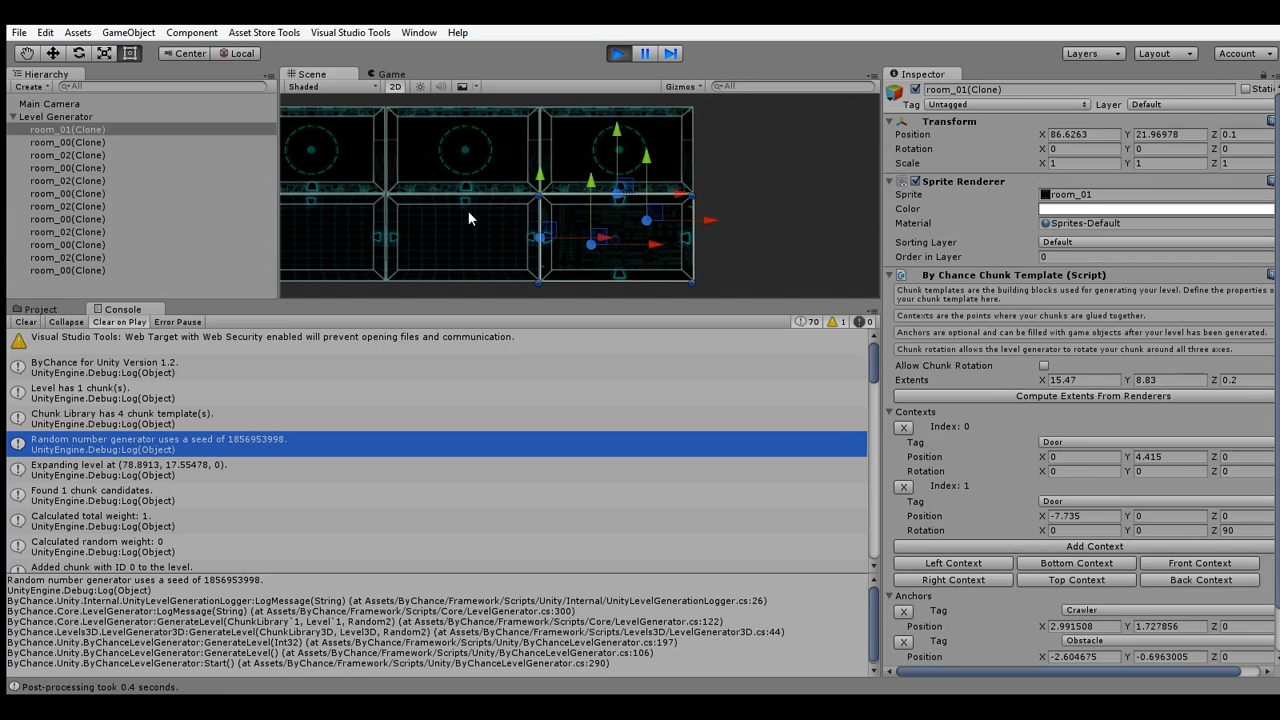 File Edit Assets GameObject Component Asset Store Tools Visual Studio Tools Window Help
Center Local Layers Layout Account
Hierarchy
Create All
Main Camera
Level Generator
room_01(Clone)
room_00(Clone)
room_02(Clone)
room_00(Clone)
room_02(Clone)
room_00(Clone)
room_02(Clone)
room_00(Clone)
room_02(Clone)
room_00(Clone)
room_02(Clone)
room_00(Clone)
Scene Game
Shaded 2D Gizmos All
Inspector
room_01(Clone) Static
Tag Untagged Layer Default
Transform
Position X 86.6263 Y 21.96978 Z 0.1
Rotation X 0 Y 0 Z 0
Scale X 1 Y 1 Z 1
Sprite Renderer
Sprite room_01
Color
Material Sprites-Default
Sorting Layer Default
Order in Layer 0
By Chance Chunk Template (Script)
Chunk templates are the building blocks used for generating your level. Define the properties o
your chunk template here.
Contexts are the points where your chunks are glued together.
Anchors are optional and can be filled with game objects after your level has been generated.
Chunk rotation allows the level generator to rotate your chunk around all three axes.
Allow Chunk Rotation
Extents X 15.47 Y 8.83 Z 0.2
Compute Extents From Renderers
Contexts
X Index: 0
Tag Door
Position X 0 Y 4.415 Z 0
Rotation X 0 Y 0 Z 0
X Index: 1
Tag Door
Position X -7.735 Y 0 Z 0
Rotation X 0 Y 0 Z 90
Add Context
Left Context Bottom Context Front Context
Right Context Top Context Back Context
Anchors
X Tag Crawler
Position X 2.991508 Y 1.727856 Z 0
X Tag Obstacle
Position X -2.604675 Y -0.6963005 Z 0
Project Console
Clear Collapse Clear on Play Error Pause 70 1 0
Visual Studio Tools: Web Target with Web Security enabled will prevent opening files and communication.
ByChance for Unity Version 1.2.
UnityEngine.Debug:Log(Object)
Level has 1 chunk(s).
UnityEngine.Debug:Log(Object)
Chunk Library has 4 chunk template(s).
UnityEngine.Debug:Log(Object)
Random number generator uses a seed of 1856953998.
UnityEngine.Debug:Log(Object)
Expanding level at (78.8913, 17.55478, 0).
UnityEngine.Debug:Log(Object)
Found 1 chunk candidates.
UnityEngine.Debug:Log(Object)
Calculated total weight: 1.
UnityEngine.Debug:Log(Object)
Calculated random weight: 0
UnityEngine.Debug:Log(Object)
Added chunk with ID 0 to the level.
Random number generator uses a seed of 1856953998.
UnityEngine.Debug:Log(Object)
ByChance.Unity.Internal.UnityLevelGenerationLogger:LogMessage(String) (at Assets/ByChance/Framework/Scripts/Unity/Internal/UnityLevelGenerationLogger.cs:26)
ByChance.Core.LevelGenerator:LogMessage(String) (at Assets/ByChance/Framework/Scripts/Core/LevelGenerator.cs:300)
ByChance.Core.LevelGenerator:GenerateLevel(ChunkLibrary`1, Level`1, Random2) (at Assets/ByChance/Framework/Scripts/Core/LevelGenerator.cs:122)
ByChance.Levels3D.LevelGenerator3D:GenerateLevel(ChunkLibrary3D, Level3D, Random2) (at Assets/ByChance/Framework/Scripts/Levels3D/LevelGenerator3D.cs:44)
ByChance.Unity.ByChanceLevelGenerator:GenerateLevel(Int32) (at Assets/ByChance/Framework/Scripts/Unity/ByChanceLevelGenerator.cs:197)
ByChance.Unity.ByChanceLevelGenerator:GenerateLevel() (at Assets/ByChance/Framework/Scripts/Unity/ByChanceLevelGenerator.cs:106)
ByChance.Unity.ByChanceLevelGenerator:Start() (at Assets/ByChance/Framework/Scripts/Unity/ByChanceLevelGenerator.cs:290)
Post-processing took 0.4 seconds.